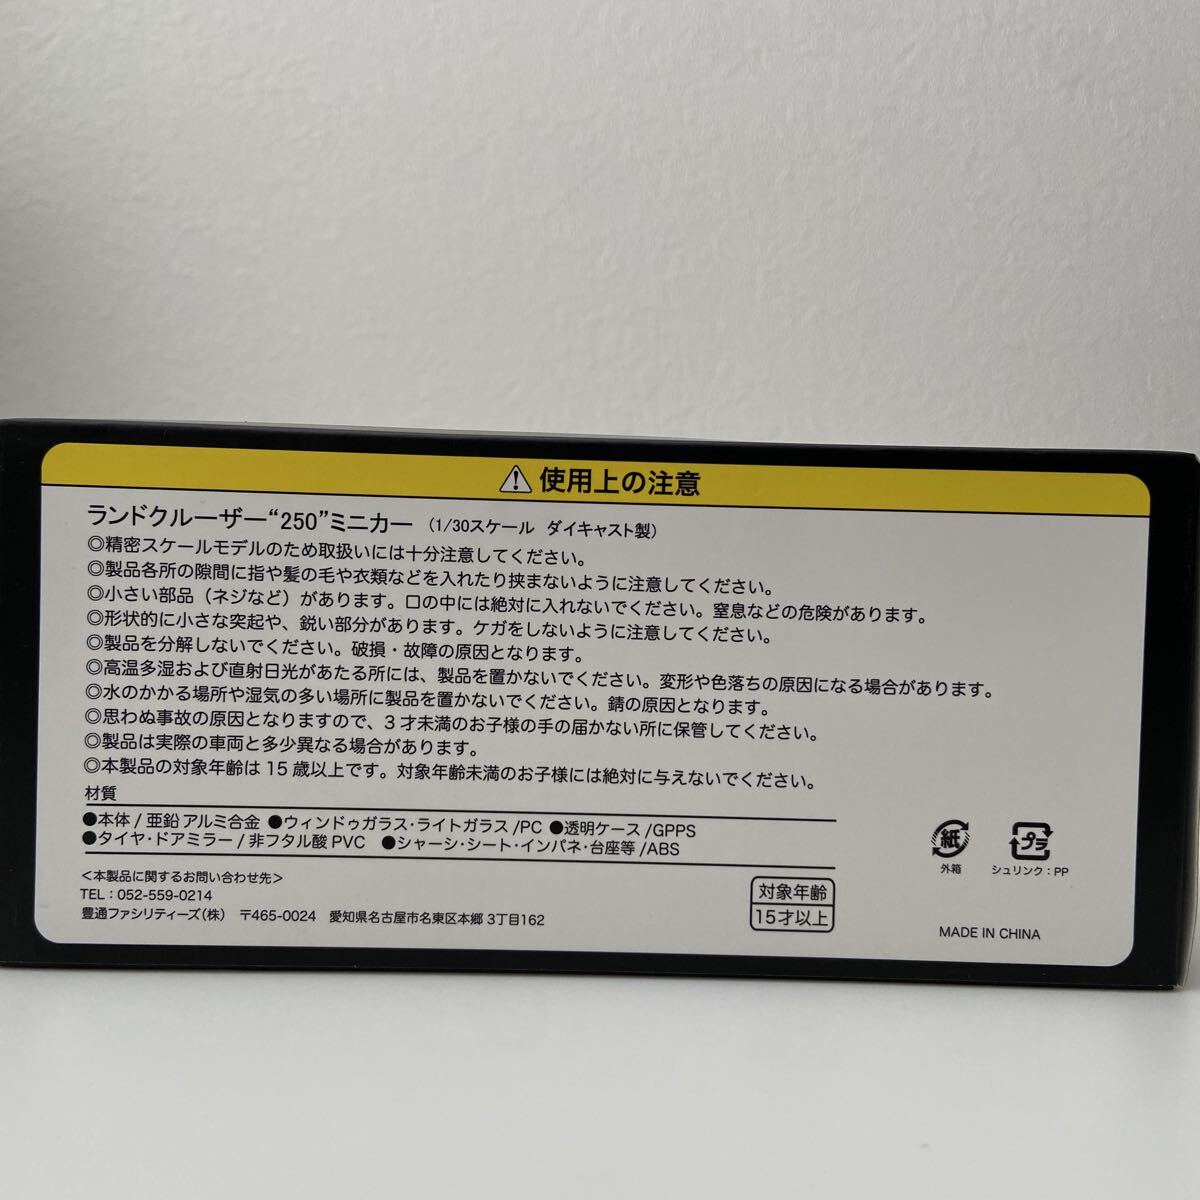 ⚠使用上の注意
ランドクルーザー“250”ミニカー（1/30スケール ダイキャスト製）
◎精密スケールモデルのため取扱いには十分注意してください。
◎製品各所の隙間に指や髪の毛や衣類などを入れたり挟まないように注意してください。
◎小さい部品（ネジなど）があります。口の中には絶対に入れないでください。窒息などの危険があります。
◎形状的に小さな突起や、鋭い部分があります。ケガをしないように注意してください。
◎製品を分解しないでください。破損・故障の原因となります。
◎高温多湿および直射日光があたる所には、製品を置かないでください。変形や色落ちの原因になる場合があります。
◎水のかかる場所や湿気の多い場所に製品を置かないでください。錆の原因となります。
◎思わぬ事故の原因となりますので、3才未満のお子様の手の届かない所に保管してください。
◎製品は実際の車両と多少異なる場合があります。
◎本製品の対象年齢は15歳以上です。対象年齢未満のお子様には絶対に与えないでください。
材質
●本体/亜鉛アルミ合金 ●ウィンドゥガラス・ライトガラス/PC ●透明ケース/GPPS
●タイヤ・ドアミラー/非フタル酸PVC ●シャーシ・シート・インパネ・台座等/ABS
＜本製品に関するお問い合わせ先＞
TEL：052-559-0214
豊通ファシリティーズ（株） 〒465-0024 愛知県名古屋市名東区本郷3丁目162
対象年齢
15才以上
紙
外箱
プラ
シュリンク：PP
MADE IN CHINA